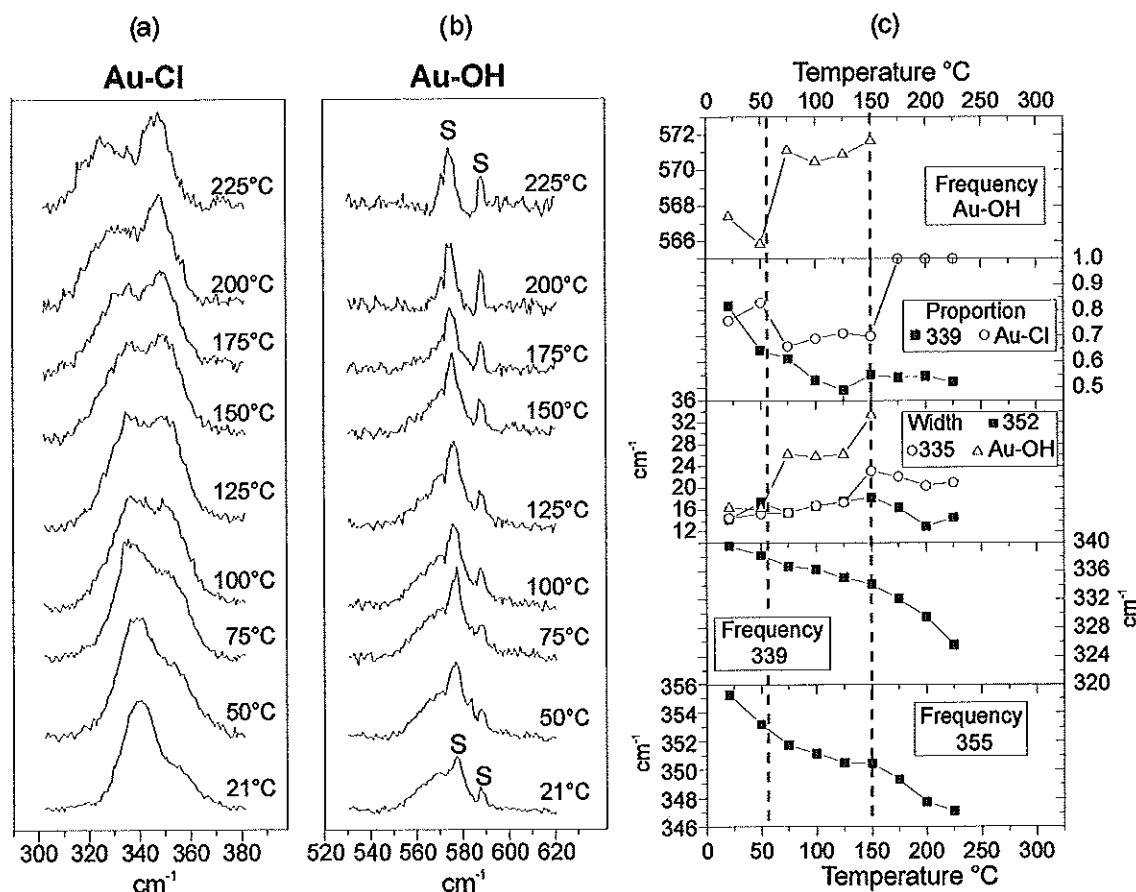 (a)
(b)
(c)
Au-Cl
Au-OH
Temperature °C
0 50 100 150 200 250 300
S
S
225°C
225°C
200°C
200°C
175°C
175°C
150°C
150°C
125°C
125°C
100°C
100°C
75°C
75°C
50°C
50°C
S
S
21°C
21°C
300 320 340 360 380
cm-1
520 540 560 580 600 620
cm-1
572
570
568
566
Frequency
Au-OH
1.0
0.9
0.8
0.7
0.6
0.5
Proportion
339 Au-Cl
36
32
28
24
20
16
12
cm-1
Width 352
335 Au-OH
340
336
332
328
324
320
cm-1
Frequency
339
356
354
352
350
348
346
cm-1
Frequency
355
0 50 100 150 200 250 300
Temperature °C